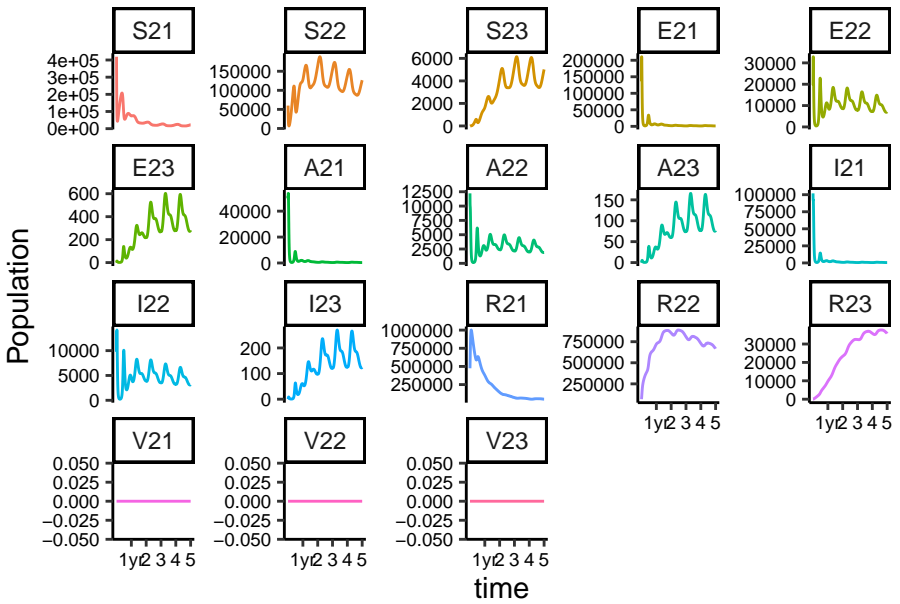 S21 S22 S23 E21 E22
4e+05 3e+05 2e+05 1e+05 0e+00
150000 100000 50000 0
6000 4000 2000 0
200000 150000 100000 50000 0
30000 20000 10000 0
E23 A21 A22 A23 I21
600 400 200 0
40000 20000 0
12500 10000 7500 5000 2500 0
150 100 50 0
100000 75000 50000 25000 0
I22 I23 R21 R22 R23
10000 5000 0
200 100 0
1000000 750000 500000 250000
750000 500000 250000
30000 20000 10000 0
1yr2 3 4 5 1yr2 3 4 5
V21 V22 V23
0.050 0.025 0.000 −0.025 −0.050
0.050 0.025 0.000 −0.025 −0.050
0.050 0.025 0.000 −0.025 −0.050
1yr2 3 4 5 1yr2 3 4 5 1yr2 3 4 5
time
Population